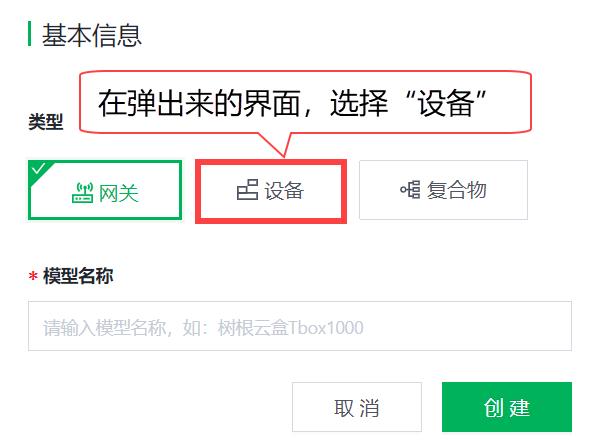 基本信息
在弹出来的界面，选择“设备”
类型
网关
设备
复合物
* 模型名称
请输入模型名称，如：树根云盒Tbox1000
取消
创建